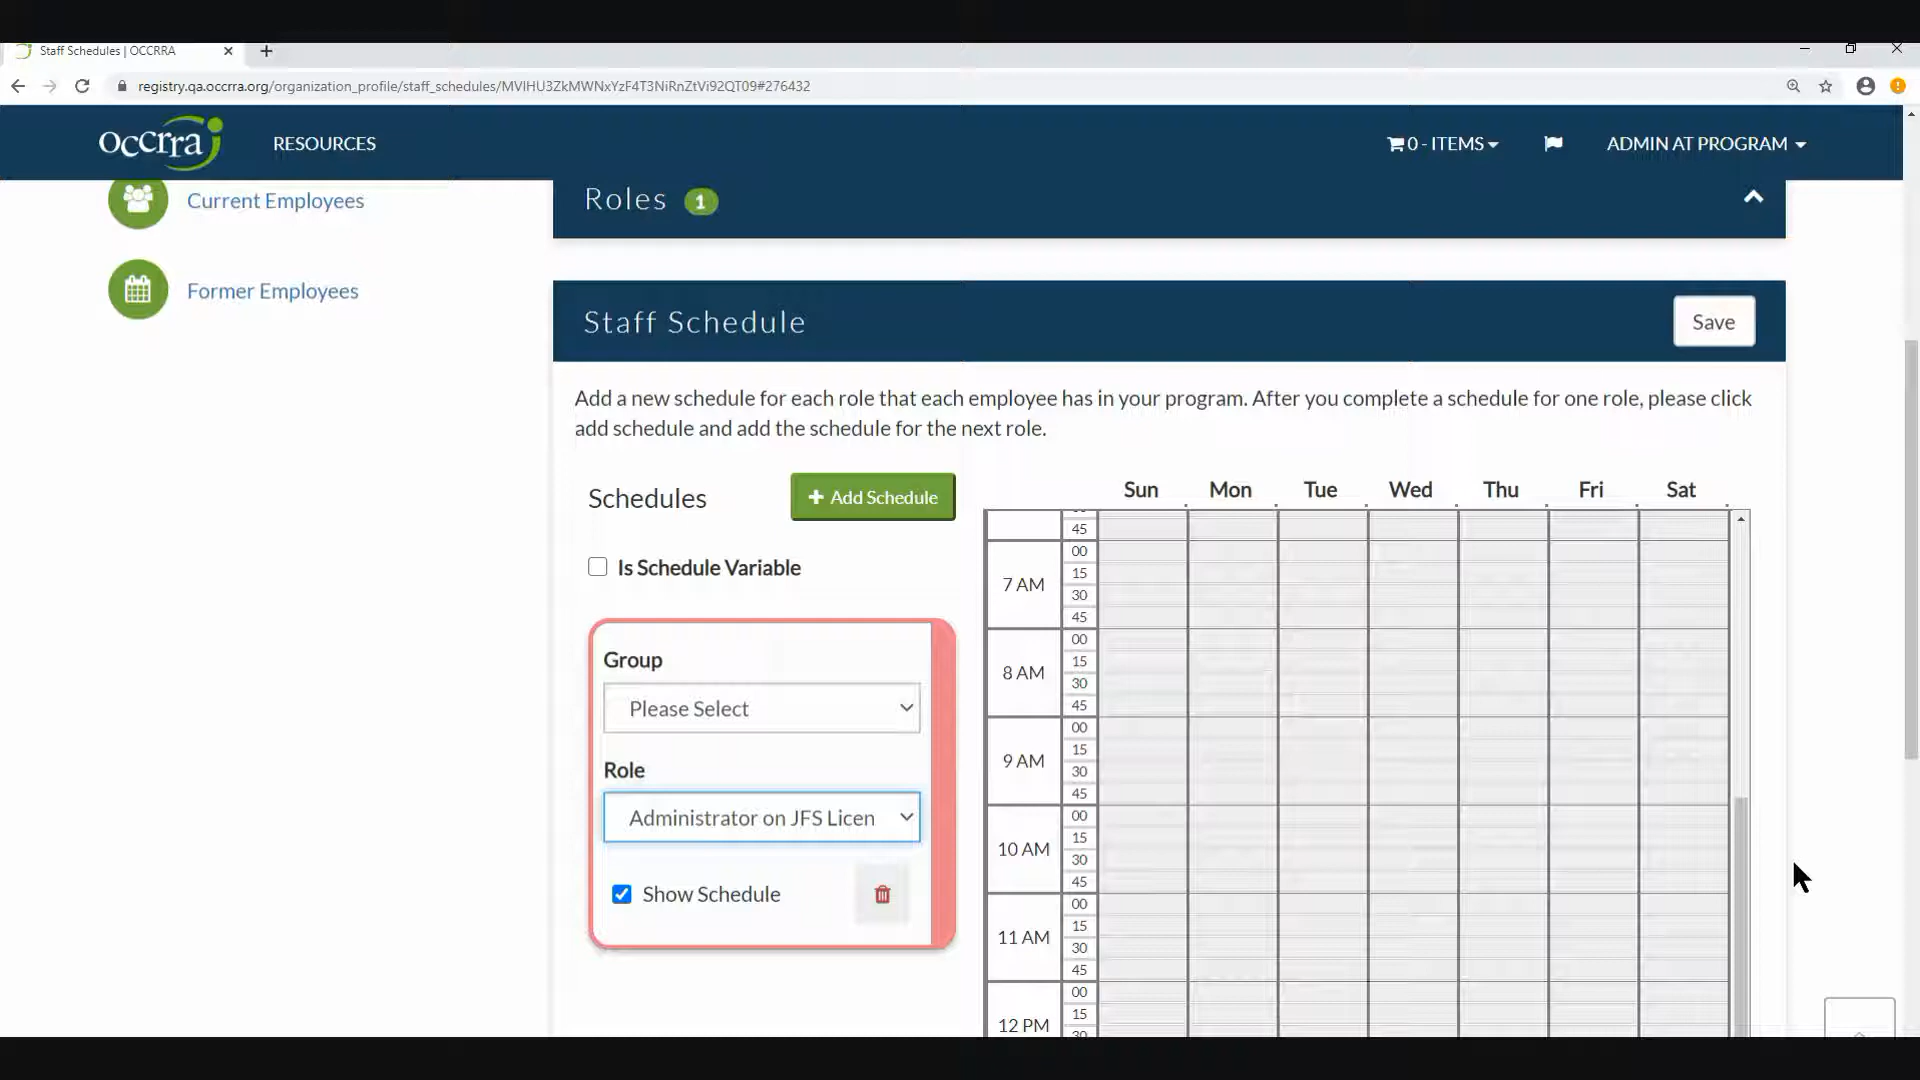 Staff Schedules | OCCRRA
registry.qa.occrra.org/organization_profile/staff_schedules/MVlHU3ZkMWNxYzF4T3NiRnZtVi92QT09#276432
occrra
RESOURCES
0 - ITEMS
ADMIN AT PROGRAM
Current Employees
Former Employees
Roles 1
Staff Schedule
Save
Add a new schedule for each role that each employee has in your program. After you complete a schedule for one role, please click
add schedule and add the schedule for the next role.
Schedules
+ Add Schedule
Is Schedule Variable
Group
Please Select
Role
Administrator on JFS Licen
Show Schedule
Sun Mon Tue Wed Thu Fri Sat
45
7 AM
00
15
30
45
8 AM
00
15
30
45
9 AM
00
15
30
45
10 AM
00
15
30
45
11 AM
00
15
30
45
12 PM
00
15
30